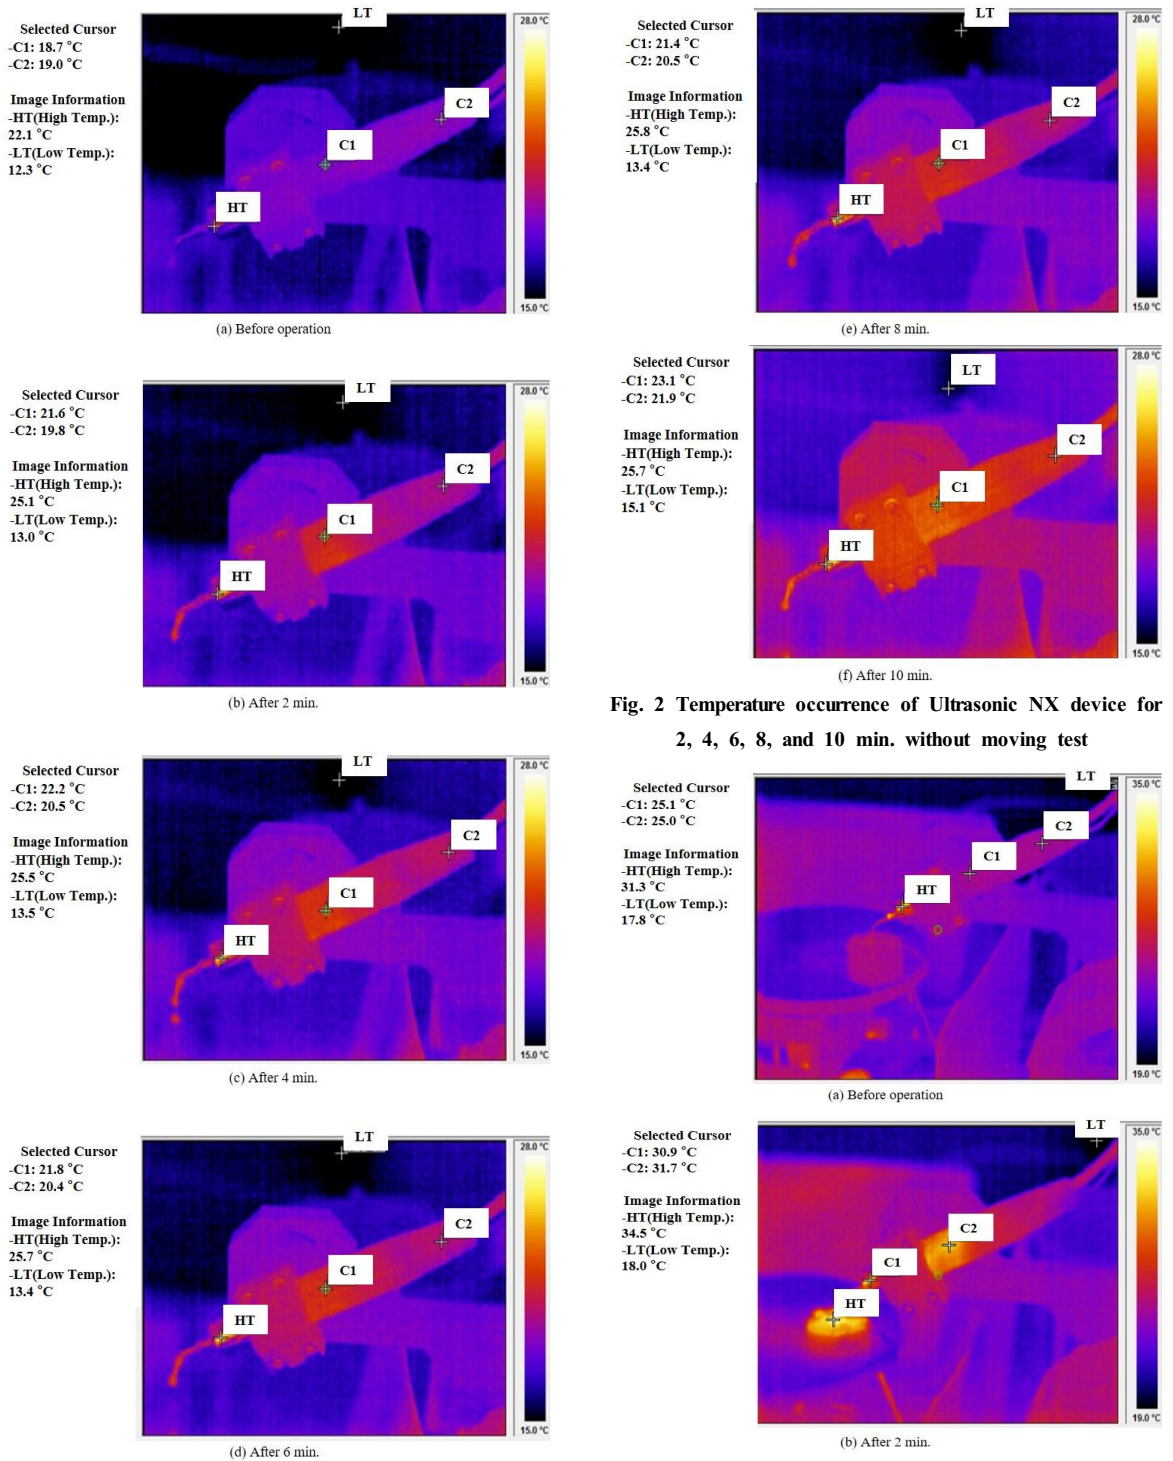 Selected Cursor
-C1: 18.7 °C
-C2: 19.0 °C
Image Information
-HT(High Temp.):
22.1 °C
-LT(Low Temp.):
12.3 °C
LT
C2
C1
HT
28.0 °C
15.0 °C
(a) Before operation
Selected Cursor
-C1: 21.6 °C
-C2: 19.8 °C
Image Information
-HT(High Temp.):
25.1 °C
-LT(Low Temp.):
13.0 °C
LT
C2
C1
HT
28.0 °C
15.0 °C
(b) After 2 min.
Selected Cursor
-C1: 22.2 °C
-C2: 20.5 °C
Image Information
-HT(High Temp.):
25.5 °C
-LT(Low Temp.):
13.5 °C
LT
C2
C1
HT
28.0 °C
15.0 °C
(c) After 4 min.
Selected Cursor
-C1: 21.8 °C
-C2: 20.4 °C
Image Information
-HT(High Temp.):
25.7 °C
-LT(Low Temp.):
13.4 °C
LT
C2
C1
HT
28.0 °C
15.0 °C
(d) After 6 min.
Selected Cursor
-C1: 21.4 °C
-C2: 20.5 °C
Image Information
-HT(High Temp.):
25.8 °C
-LT(Low Temp.):
13.4 °C
LT
C2
C1
HT
28.0 °C
15.0 °C
(e) After 8 min.
Selected Cursor
-C1: 23.1 °C
-C2: 21.9 °C
Image Information
-HT(High Temp.):
25.7 °C
-LT(Low Temp.):
15.1 °C
LT
C2
C1
HT
28.0 °C
15.0 °C
(f) After 10 min.
Fig. 2 Temperature occurrence of Ultrasonic NX device for
2, 4, 6, 8, and 10 min. without moving test
Selected Cursor
-C1: 25.1 °C
-C2: 25.0 °C
Image Information
-HT(High Temp.):
31.3 °C
-LT(Low Temp.):
17.8 °C
LT
C2
C1
HT
35.0 °C
19.0 °C
(a) Before operation
Selected Cursor
-C1: 30.9 °C
-C2: 31.7 °C
Image Information
-HT(High Temp.):
34.5 °C
-LT(Low Temp.):
18.0 °C
LT
C2
C1
HT
35.0 °C
19.0 °C
(b) After 2 min.